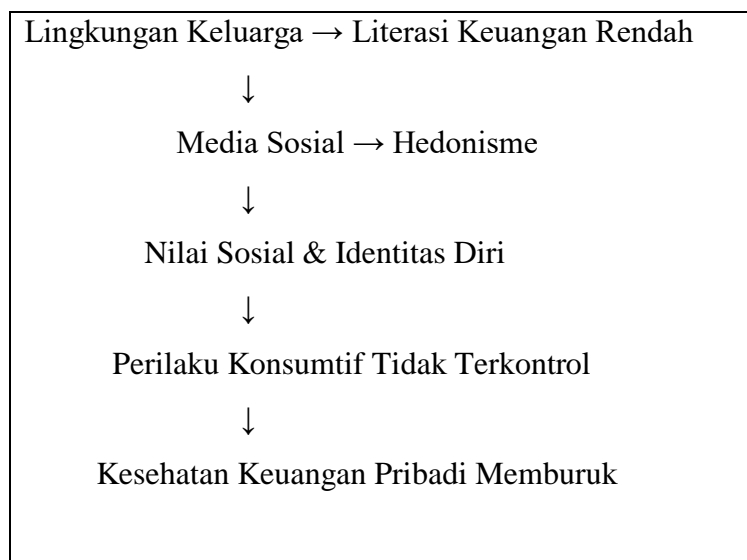 Lingkungan Keluarga → Literasi Keuangan Rendah
↓
Media Sosial → Hedonisme
↓
Nilai Sosial & Identitas Diri
↓
Perilaku Konsumtif Tidak Terkontrol
↓
Kesehatan Keuangan Pribadi Memburuk